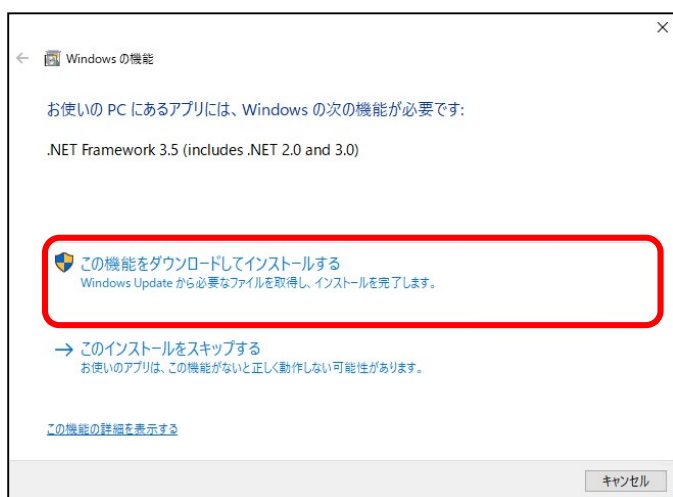 Windows の機能
お使いの PC にあるアプリには、Windows の次の機能が必要です:
.NET Framework 3.5 (includes .NET 2.0 and 3.0)
この機能をダウンロードしてインストールする
Windows Update から必要なファイルを取得し、インストールを完了します。
このインストールをスキップする
お使いのアプリは、この機能がないと正しく動作しない可能性があります。
この機能の詳細を表示する
キャンセル